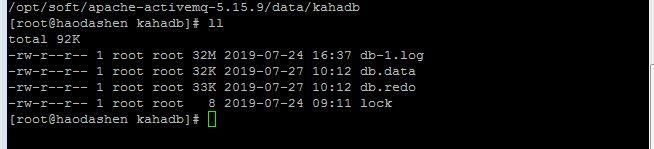 /opt/soft/apache-activemq-5.15.9/data/kahadb
[root@haodashen kahadb]# ll
total 92K
-rw-r--r-- 1 root root 32M 2019-07-24 16:37 db-1.log
-rw-r--r-- 1 root root 32K 2019-07-27 10:12 db.data
-rw-r--r-- 1 root root 33K 2019-07-27 10:12 db.redo
-rw-r--r-- 1 root root   8 2019-07-24 09:11 lock
[root@haodashen kahadb]#